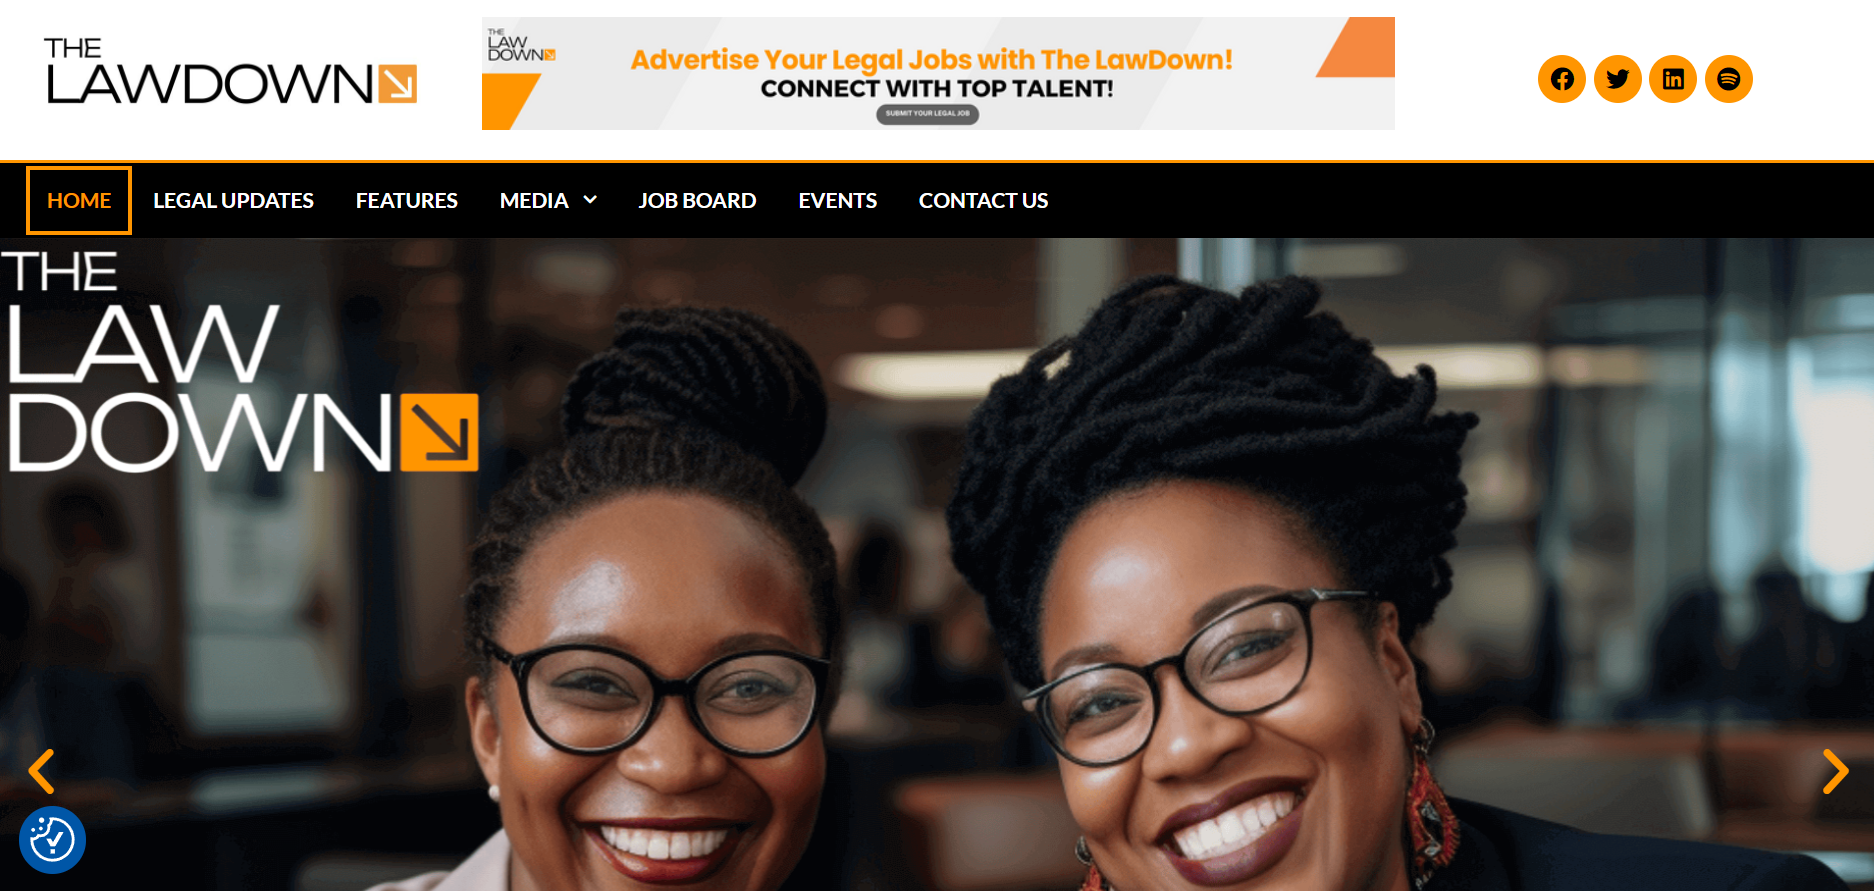 THE
LAWDOWN
THE
LAW
DOWN
Advertise Your Legal Jobs with The LawDown!
CONNECT WITH TOP TALENT!
SUBMIT YOUR LEGAL JOB
HOME LEGAL UPDATES FEATURES MEDIA JOB BOARD EVENTS CONTACT US
THE
LAW
DOWN